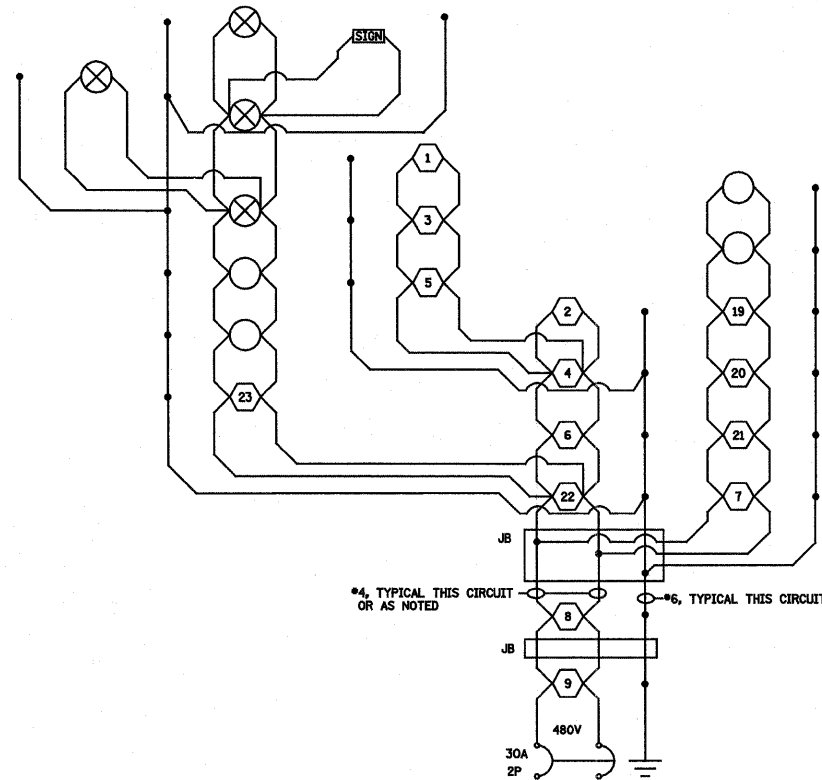 SIGN
1
3
5
2
19
4
20
23
6
21
22
7
JB
•4, TYPICAL THIS CIRCUIT
OR AS NOTED
•6, TYPICAL THIS CIRCUIT
8
JB
9
480V
30A
2P